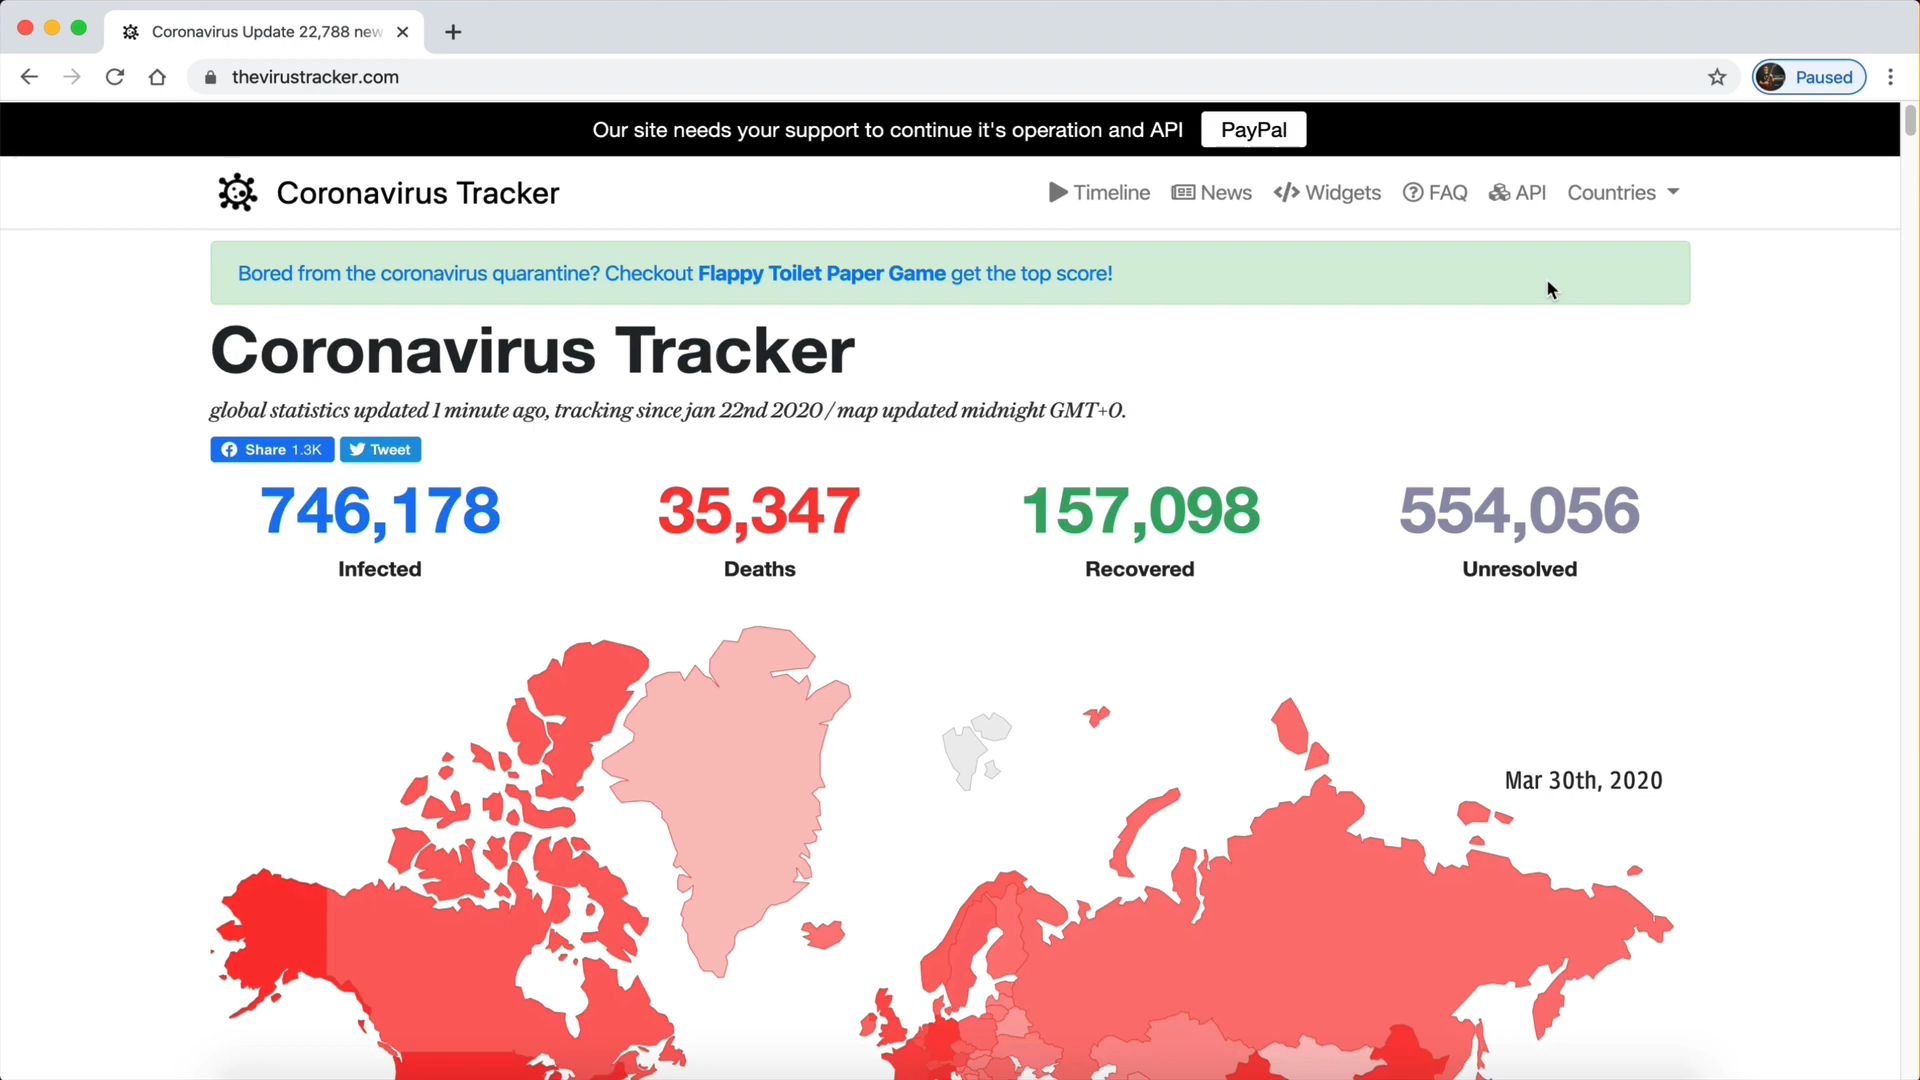 Coronavirus Update 22,788 new
thevirustracker.com
Paused
Our site needs your support to continue it's operation and API
PayPal
Coronavirus Tracker
Timeline
News
Widgets
FAQ
API
Countries
Bored from the coronavirus quarantine? Checkout Flappy Toilet Paper Game get the top score!
Coronavirus Tracker
global statistics updated 1 minute ago, tracking since jan 22nd 2020 / map updated midnight GMT+0.
Share 1.3K
Tweet
746,178
35,347
157,098
554,056
Infected
Deaths
Recovered
Unresolved
Mar 30th, 2020